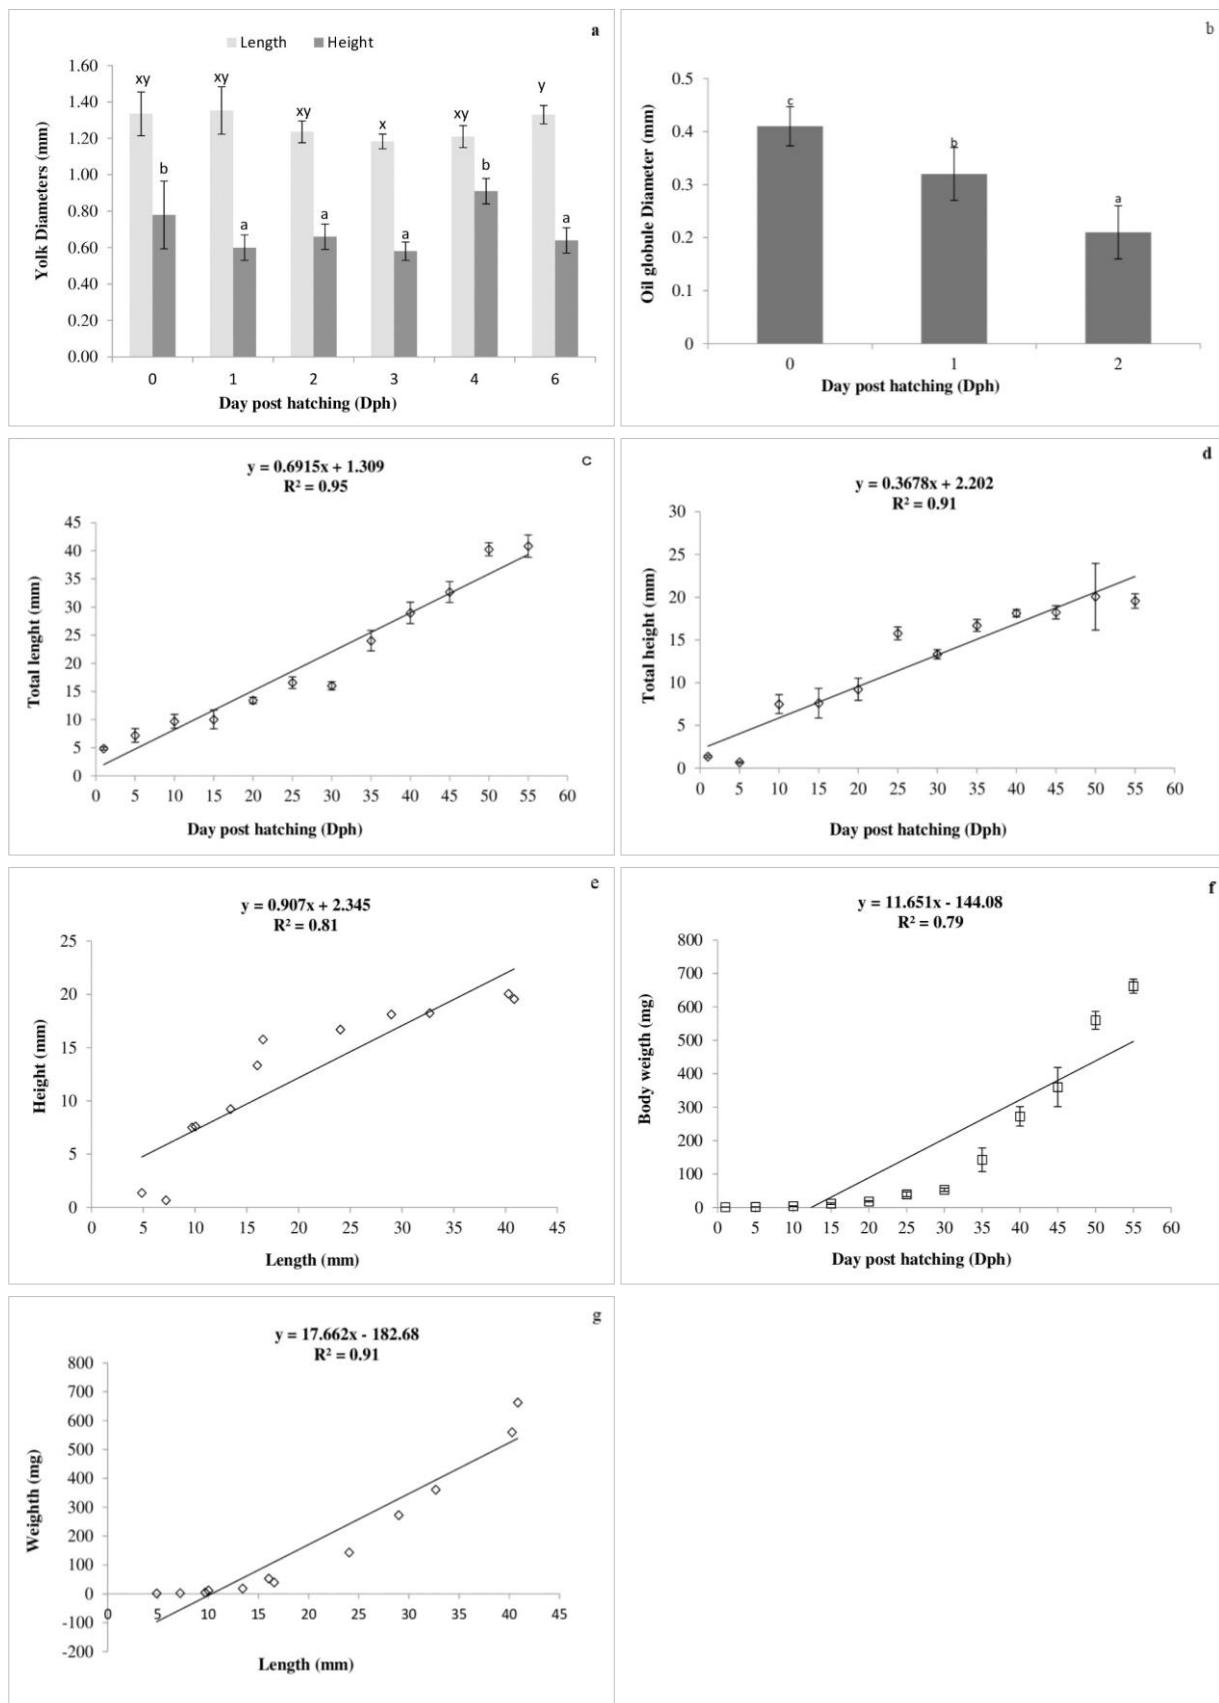 a
Length Height
1.60
1.40
1.20
1.00
0.80
0.60
0.40
0.20
0.00
Yolk Diameters (mm)
xy xy xy x xy y
b a a a b a
0 1 2 3 4 6
Day post hatching (Dph)
b
0.5
0.4
0.3
0.2
0.1
0
Oil globule Diameter (mm)
c b a
0 1 2
Day post hatching (Dph)
c
y = 0.6915x + 1.309
R² = 0.95
45
40
35
30
25
20
15
10
5
0
Total lenght (mm)
0 5 10 15 20 25 30 35 40 45 50 55 60
Day post hatching (Dph)
d
y = 0.3678x + 2.202
R² = 0.91
30
25
20
15
10
5
0
Total height (mm)
0 5 10 15 20 25 30 35 40 45 50 55 60
Day post hatching (Dph)
e
y = 0.907x + 2.345
R² = 0.81
25
20
15
10
5
0
Height (mm)
0 5 10 15 20 25 30 35 40 45
Length (mm)
f
y = 11.651x - 144.08
R² = 0.79
800
700
600
500
400
300
200
100
0
Body weigth (mg)
0 5 10 15 20 25 30 35 40 45 50 55 60
Day post hatching (Dph)
g
y = 17.662x - 182.68
R² = 0.91
800
700
600
500
400
300
200
100
0
-100
-200
Weighth (mg)
0 5 10 15 20 25 30 35 40 45
Length (mm)